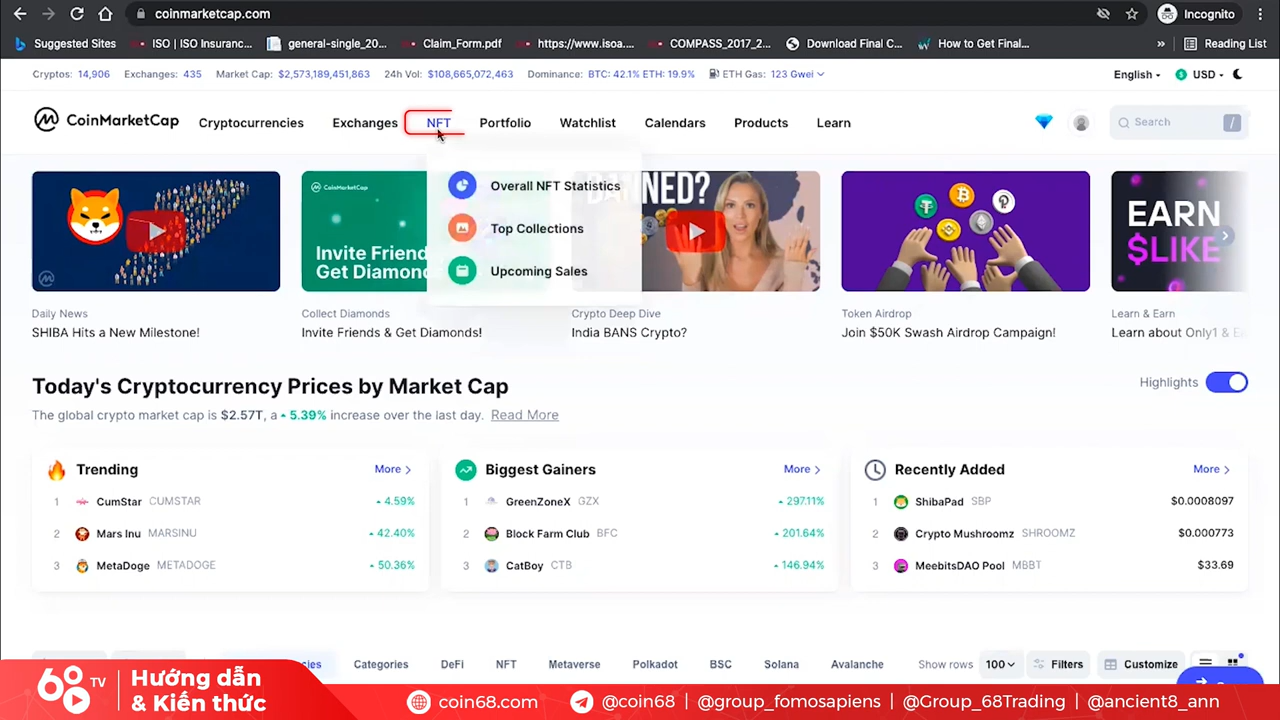 coinmarketcap.com
Incognito
Suggested Sites
ISO | ISO Insuranc...
general-single_20...
Claim_Form.pdf
https://www.isoa....
COMPASS_2017_2...
Download Final C...
How to Get Final...
»
Reading List
Cryptos: 14,906
Exchanges: 435
Market Cap: $2,573,189,451,863
24h Vol: $108,665,072,463
Dominance: BTC: 42.1% ETH: 19.9%
ETH Gas: 123 Gwei
English
USD
CoinMarketCap
Cryptocurrencies
Exchanges
NFT
Portfolio
Watchlist
Calendars
Products
Learn
Search
/
Overall NFT Statistics
Top Collections
Upcoming Sales
CoinMarketCap
Invite Friend
Get Diamond
BANNED?
EARN
$LIKE
Daily News
SHIBA Hits a New Milestone!
Collect Diamonds
Invite Friends & Get Diamonds!
Crypto Deep Dive
India BANS Crypto?
Token Airdrop
Join $50K Swash Airdrop Campaign!
Learn & Earn
Learn about Only1 & E
Today's Cryptocurrency Prices by Market Cap
Highlights
The global crypto market cap is $2.57T, a 5.39% increase over the last day. Read More
Trending
More
1 CumStar CUMSTAR 4.59%
2 Mars Inu MARSINU 42.40%
3 MetaDoge METADOGE 50.36%
Biggest Gainers
More
1 GreenZoneX GZX 297.11%
2 Block Farm Club BFC 201.64%
3 CatBoy CTB 146.94%
Recently Added
More
1 ShibaPad SBP $0.0008097
2 Crypto Mushroomz SHROOMZ $0.000773
3 MeebitsDAO Pool MBBT $33.69
cies
Categories
DeFi
NFT
Metaverse
Polkadot
BSC
Solana
Avalanche
Show rows
100
Filters
Customize
68 TV
Hướng dẫn
& Kiến thức
coin68.com
@coin68 | @group_fomosapiens | @Group_68Trading | @ancient8_ann